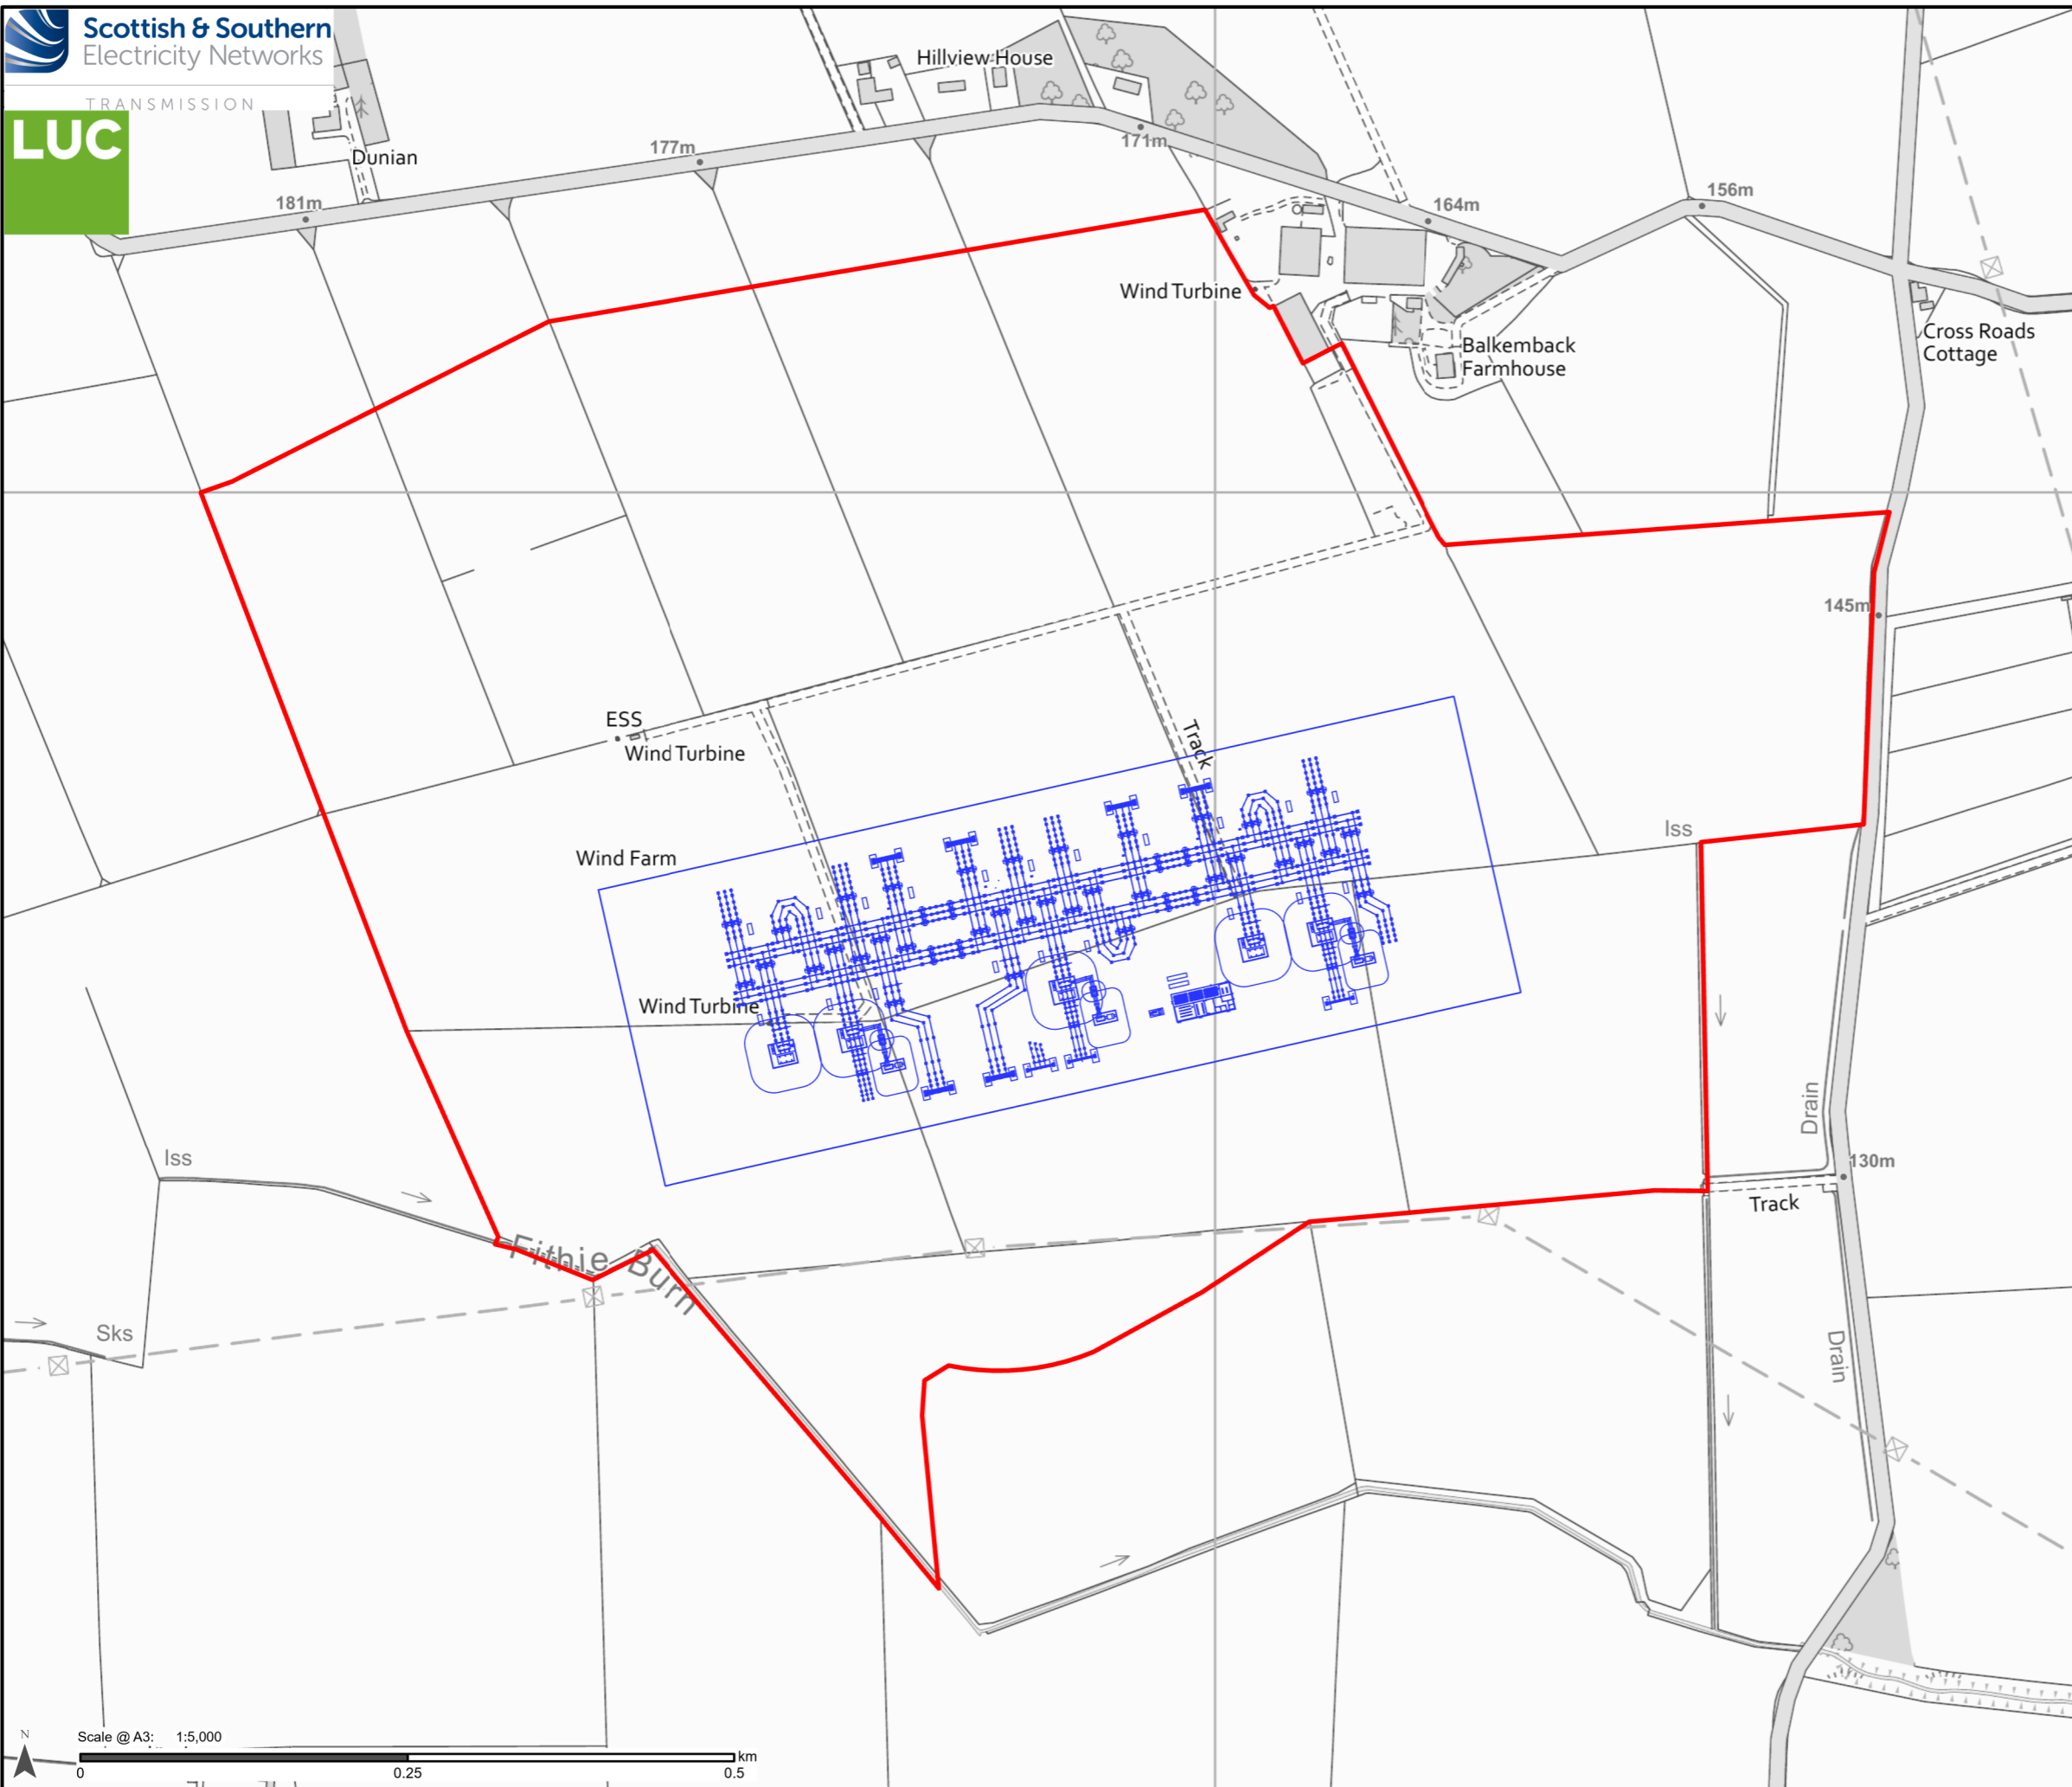 Scottish & Southern
Electricity Networks
TRANSMISSION
LUC
Hillview House
Dunian
177m
171m
181m
164m
156m
Wind Turbine
Balkemback
Farmhouse
Cross Roads
Cottage
145m
ESS
Wind Turbine
Track
Iss
Wind Farm
Wind Turbine
Drain
Iss
130m
Track
Fithie Burn
Sks
Drain
N
Scale @ A3: 1:5,000
km
0 0.25 0.5